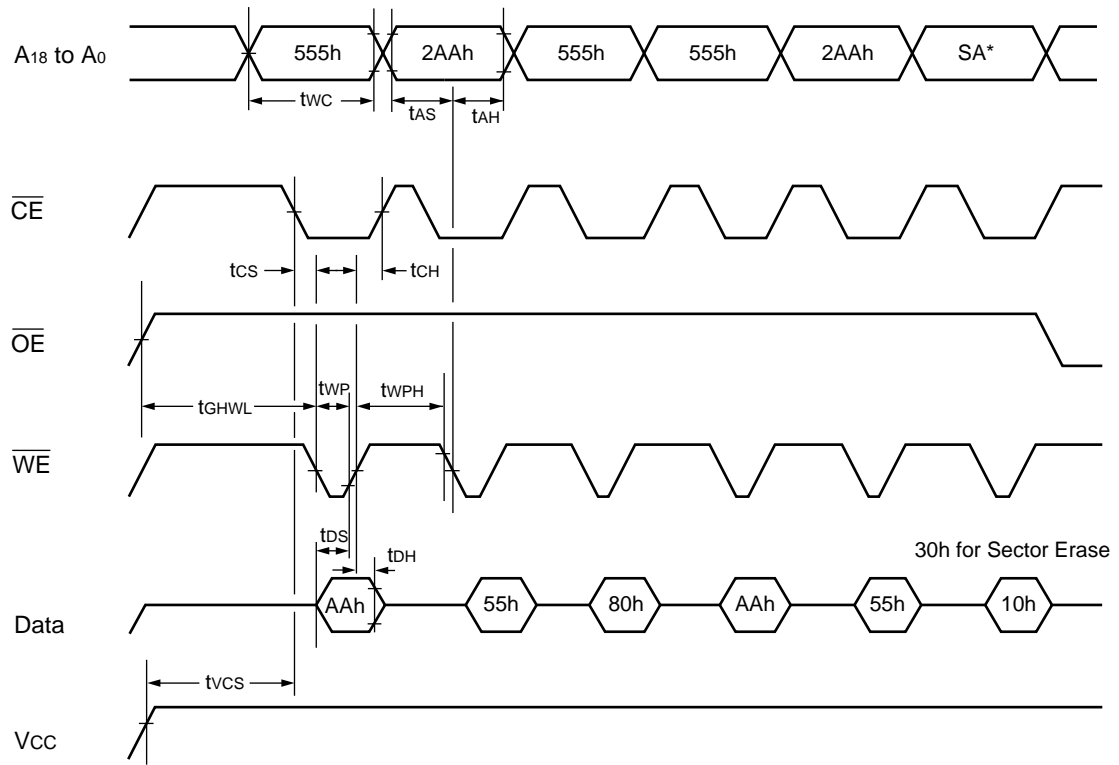 A18 to A0 555h 2AAh 555h 555h 2AAh SA*
tWC tAS tAH
CE
tCS tCH
OE
tWP tWPH
tGHWL
WE
tDS
tDH
30h for Sector Erase
Data AAh 55h 80h AAh 55h 10h
tVCS
VCC